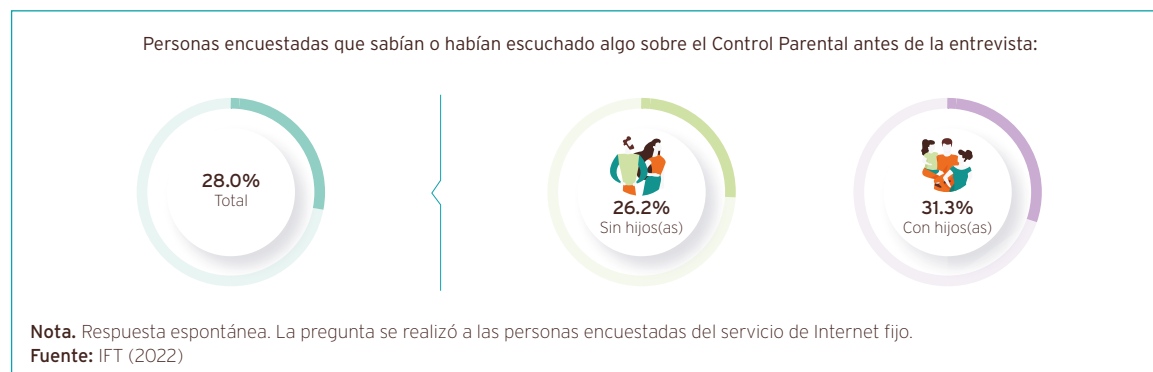 Personas encuestadas que sabían o habían escuchado algo sobre el Control Parental antes de la entrevista:
28.0%
Total
26.2%
Sin hijos(as)
31.3%
Con hijos(as)
Nota. Respuesta espontánea. La pregunta se realizó a las personas encuestadas del servicio de Internet fijo.
Fuente: IFT (2022)